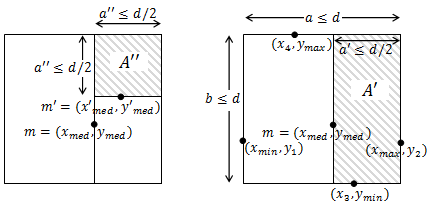 a'' ≤ d/2
a'' ≤ d/2
A''
m' = (x'med, y'med)
m = (xmed, ymed)
a ≤ d
(x4, ymax)
a' ≤ d/2
A'
b ≤ d
m = (xmed, ymed)
(xmin, y1)
(xmax, y2)
(x3, ymin)